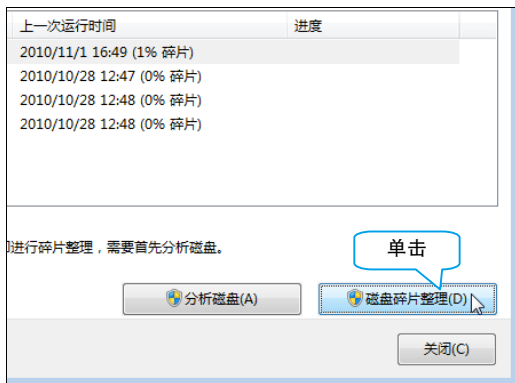 上一次运行时间 进度
2010/11/1 16:49 (1% 碎片)
2010/10/28 12:47 (0% 碎片)
2010/10/28 12:48 (0% 碎片)
2010/10/28 12:48 (0% 碎片)
进行碎片整理，需要首先分析磁盘。
单击
分析磁盘(A) 磁盘碎片整理(D)
关闭(C)